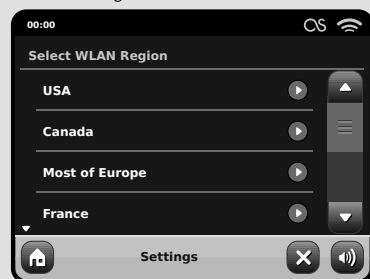 00:00
Select WLAN Region
USA
Canada
Most of Europe
France
Settings